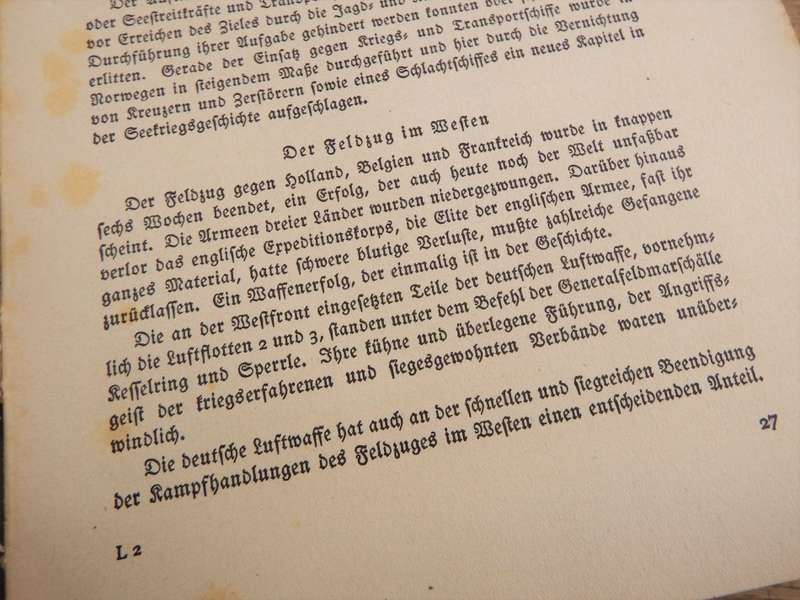 oder Seestreitkräfte und
vor Erreichen des Zieles durch die Jagd- und
Durchführung ihrer Aufgabe gehindert werden konnten oder
erlitten. Gerade der Einsatz gegen Kriegs- und Transportschiffe wurde in
Norwegen in steigendem Maße durchgeführt und hier durch die Vernichtung
von Kreuzern und Zerstörern sowie eines Schlachtschiffes ein neues Kapitel in
der Seekriegsgeschichte aufgeschlagen.
Der Feldzug im Westen
Der Feldzug gegen Holland, Belgien und Frankreich wurde in knappen
sechs Wochen beendet, ein Erfolg, der auch heute noch der Welt unfaßbar
scheint. Die Armeen dreier Länder wurden niedergezwungen. Darüber hinaus
verlor das englische Expeditionskorps, die Elite der englischen Armee, fast ihr
ganzes Material, hatte schwere blutige Verluste, mußte zahlreiche Gefangene
zurücklassen. Ein Waffenerfolg, der einmalig ist in der Geschichte.
Die an der Westfront eingesetzten Teile der deutschen Luftwaffe, vornehm-
lich die Luftflotten 2 und 3, standen unter dem Befehl der Generalfeldmarschälle
Kesselring und Sperrle. Ihre kühne und überlegene Führung, der Angriffs-
geist der kriegserfahrenen und siegesgewohnten Verbände waren unüber-
windlich.
Die deutsche Luftwaffe hat auch an der schnellen und siegreichen Beendigung
der Kampfhandlungen des Feldzuges im Westen einen entscheidenden Anteil.
27
L 2